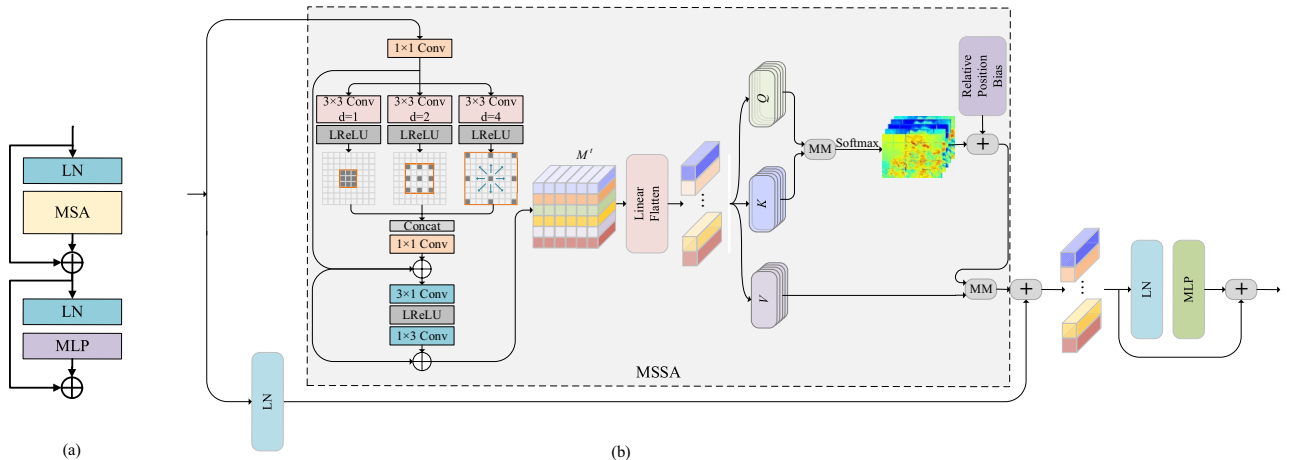 LN
MSA
LN
MLP
(a)
1×1 Conv
3×3 Conv
d=1
3×3 Conv
d=2
3×3 Conv
d=4
LReLU
LReLU
LReLU
Concat
1×1 Conv
3×1 Conv
LReLU
1×3 Conv
M^t
Linear
Flatten
...
...
Q
K
V
MM
Softmax
Relative
Position
Bias
+
MM
+
...
LN
MLP
+
MSSA
LN
(b)